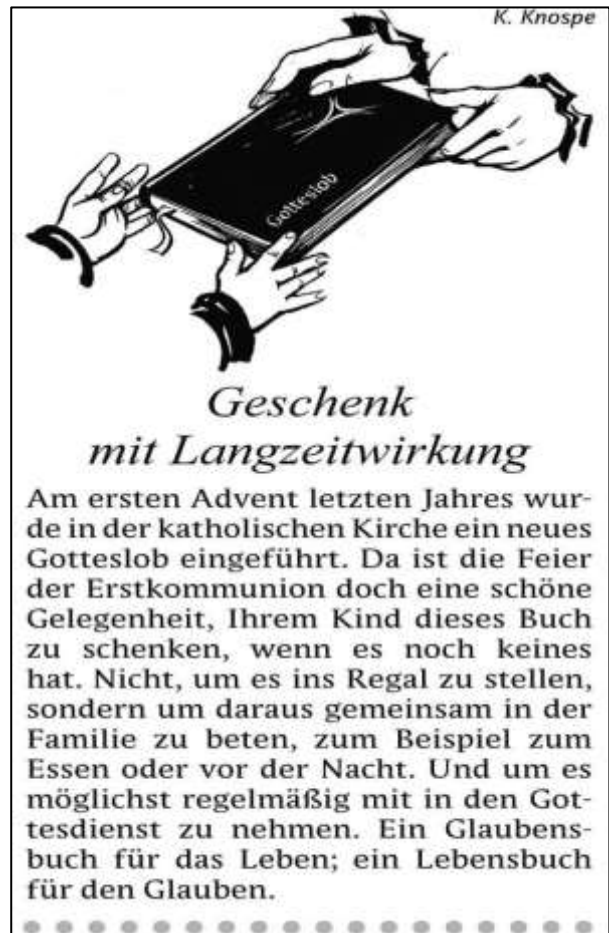 K. Knospe
Gotteslob
Geschenk
mit Langzeitwirkung
Am ersten Advent letzten Jahres wur-
de in der katholischen Kirche ein neues
Gotteslob eingeführt. Da ist die Feier
der Erstkommunion doch eine schöne
Gelegenheit, Ihrem Kind dieses Buch
zu schenken, wenn es noch keines
hat. Nicht, um es ins Regal zu stellen,
sondern um daraus gemeinsam in der
Familie zu beten, zum Beispiel zum
Essen oder vor der Nacht. Und um es
möglichst regelmäßig mit in den Got-
tesdienst zu nehmen. Ein Glaubens-
buch für das Leben; ein Lebensbuch
für den Glauben.